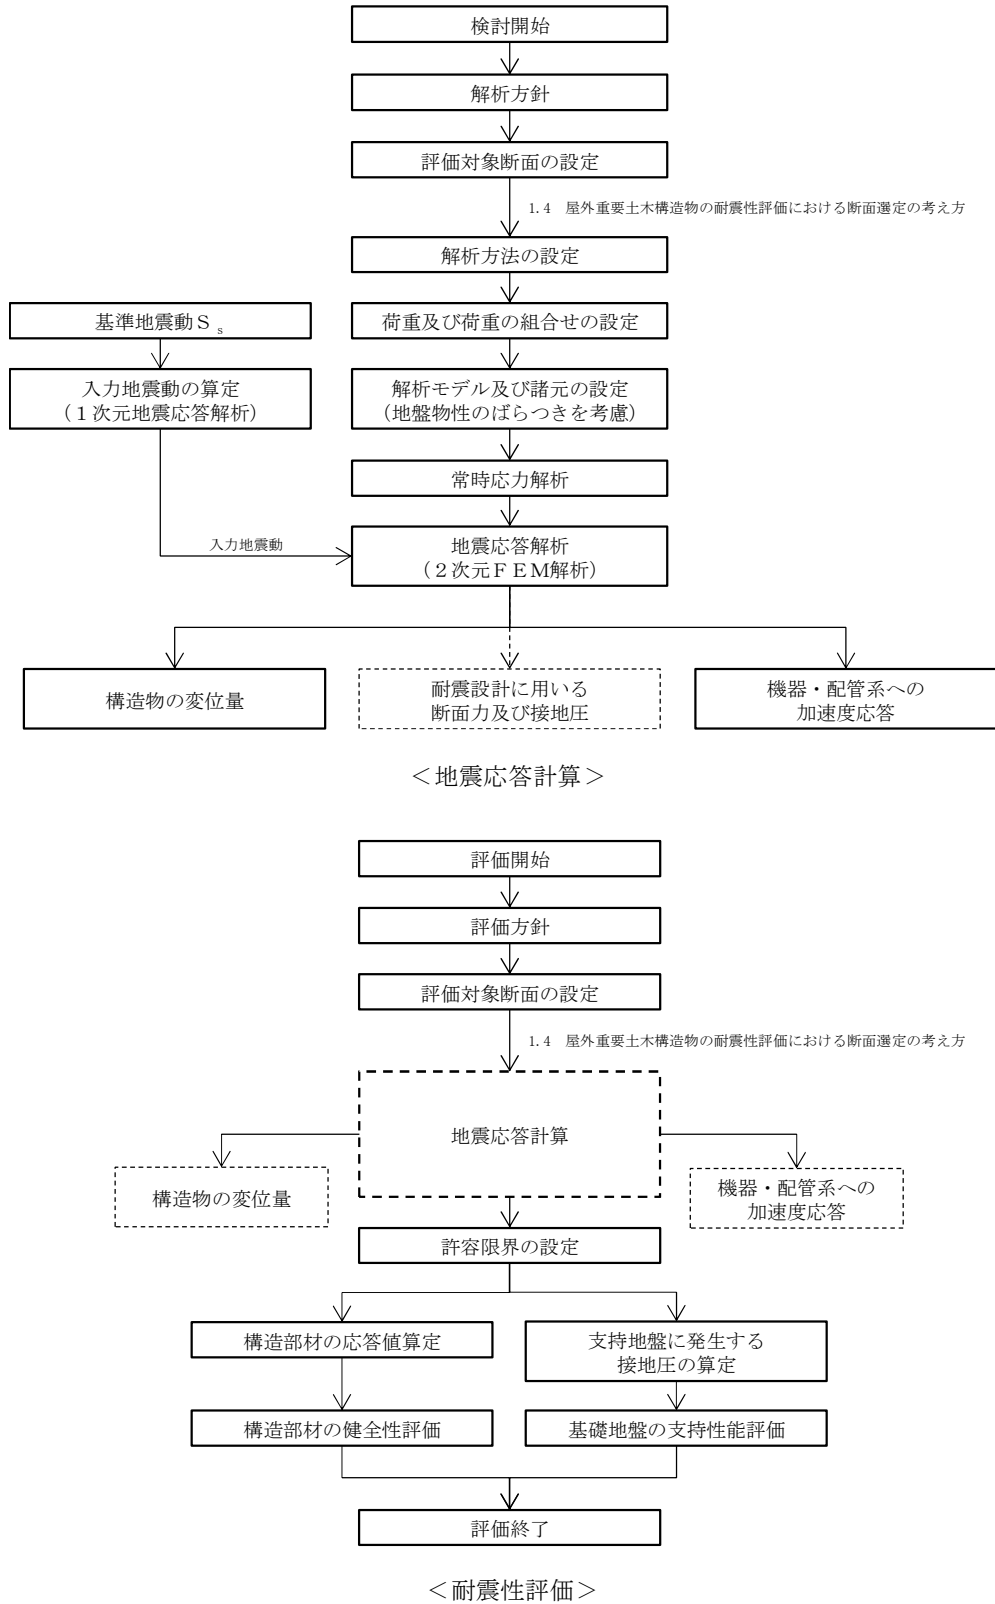 検討開始
解析方針
評価対象断面の設定
1.4　屋外重要土木構造物の耐震性評価における断面選定の考え方
解析方法の設定
基準地震動Ｓｓ
荷重及び荷重の組合せの設定
入力地震動の算定
（１次元地震応答解析）
解析モデル及び諸元の設定
（地盤物性のばらつきを考慮）
常時応力解析
入力地震動
地震応答解析
（２次元ＦＥＭ解析）
構造物の変位量
耐震設計に用いる
断面力及び接地圧
機器・配管系への
加速度応答
＜地震応答計算＞
評価開始
評価方針
評価対象断面の設定
1.4　屋外重要土木構造物の耐震性評価における断面選定の考え方
地震応答計算
構造物の変位量
機器・配管系への
加速度応答
許容限界の設定
構造部材の応答値算定
支持地盤に発生する
接地圧の算定
構造部材の健全性評価
基礎地盤の支持性能評価
評価終了
＜耐震性評価＞